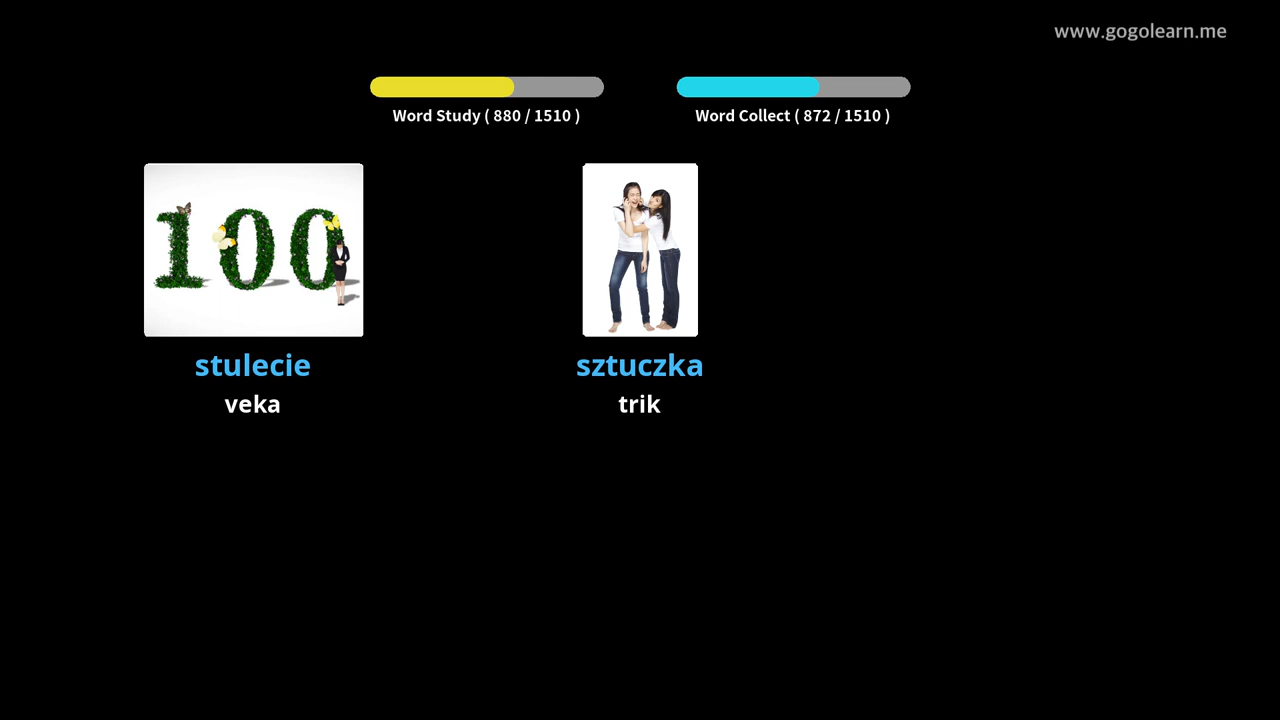 www.gogolearn.me
Word Study ( 880 / 1510 )
Word Collect ( 872 / 1510 )
100
stulecie
sztuczka
veka
trik